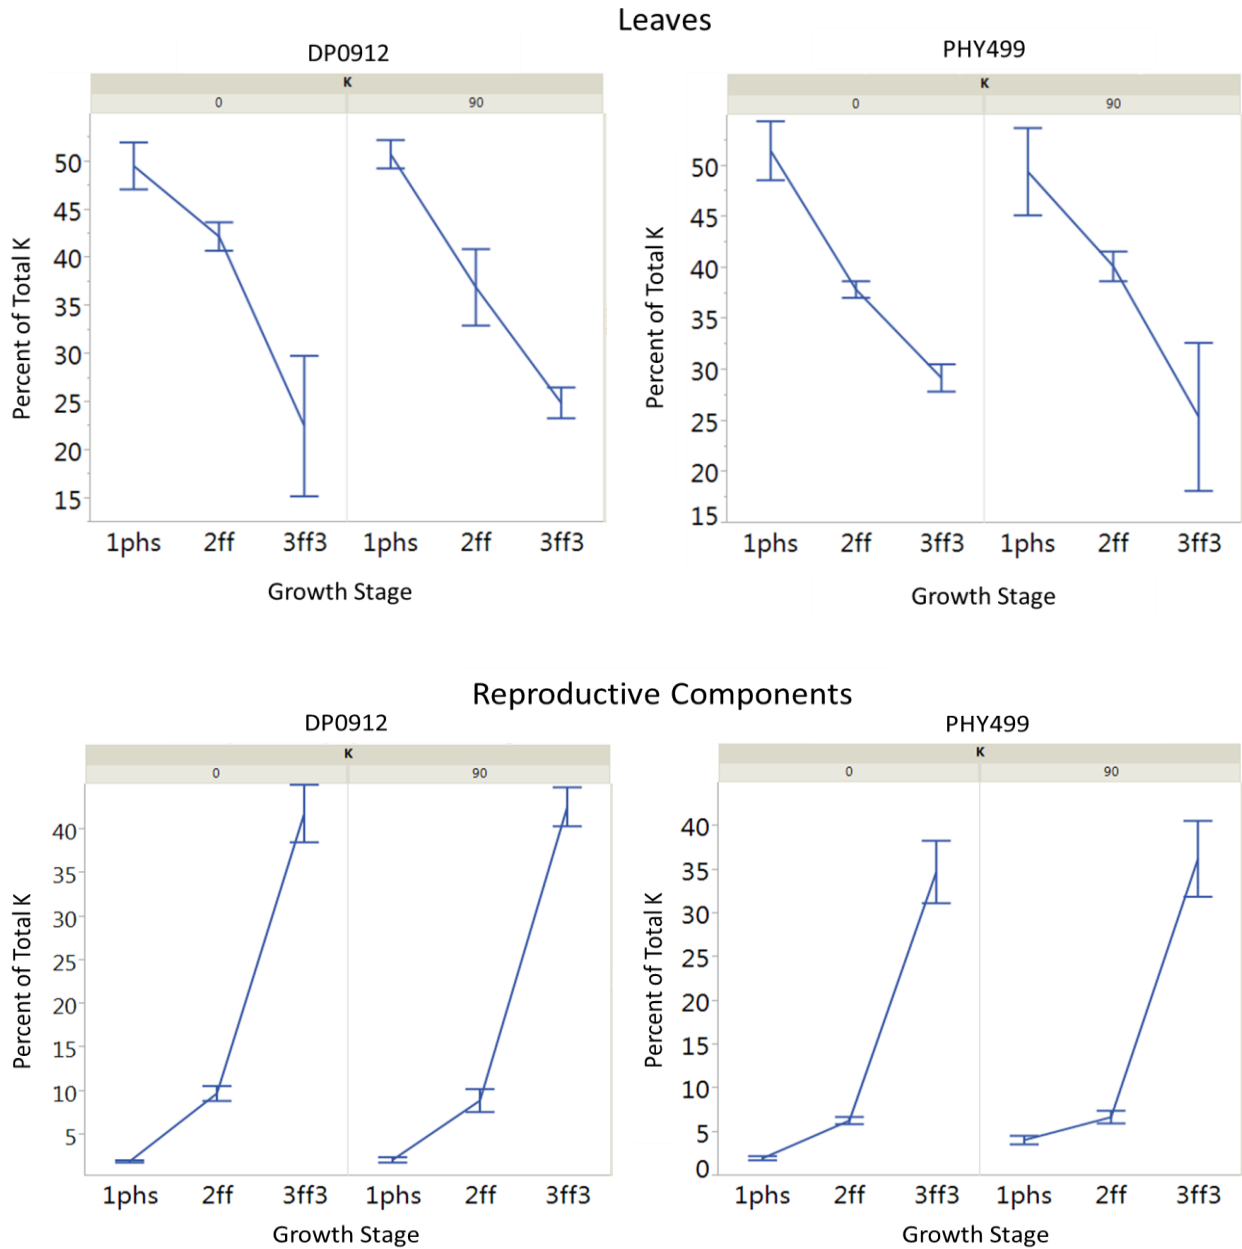 Leaves
DP0912
K
0 90
Percent of Total K
50
45
40
35
30
25
20
15
1phs 2ff 3ff3 1phs 2ff 3ff3
Growth Stage
PHY499
K
0 90
Percent of Total K
50
45
40
35
30
25
20
15
1phs 2ff 3ff3 1phs 2ff 3ff3
Growth Stage
Reproductive Components
DP0912
K
0 90
Percent of Total K
40
35
30
25
20
15
10
5
1phs 2ff 3ff3 1phs 2ff 3ff3
Growth Stage
PHY499
K
0 90
Percent of Total K
40
35
30
25
20
15
10
5
0
1phs 2ff 3ff3 1phs 2ff 3ff3
Growth Stage